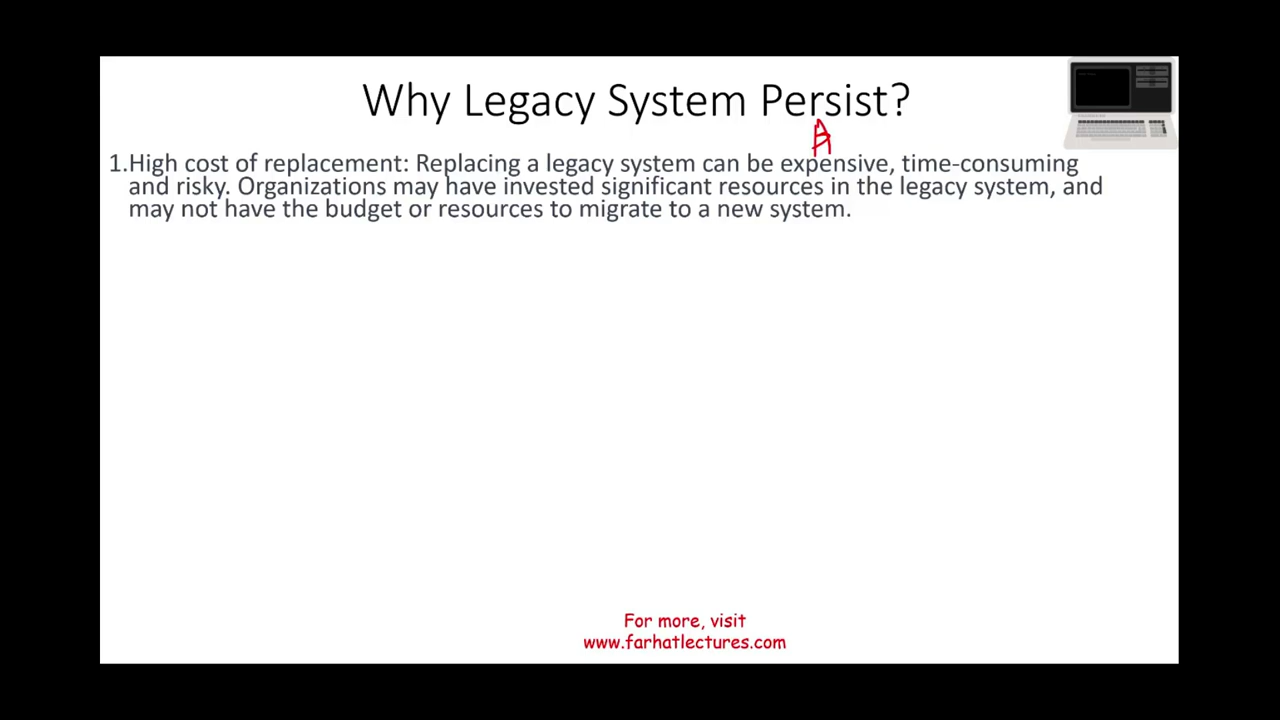 Why Legacy System Persist?
1.High cost of replacement: Replacing a legacy system can be expensive, time-consuming
and risky. Organizations may have invested significant resources in the legacy system, and
may not have the budget or resources to migrate to a new system.
For more, visit
www.farhatlectures.com